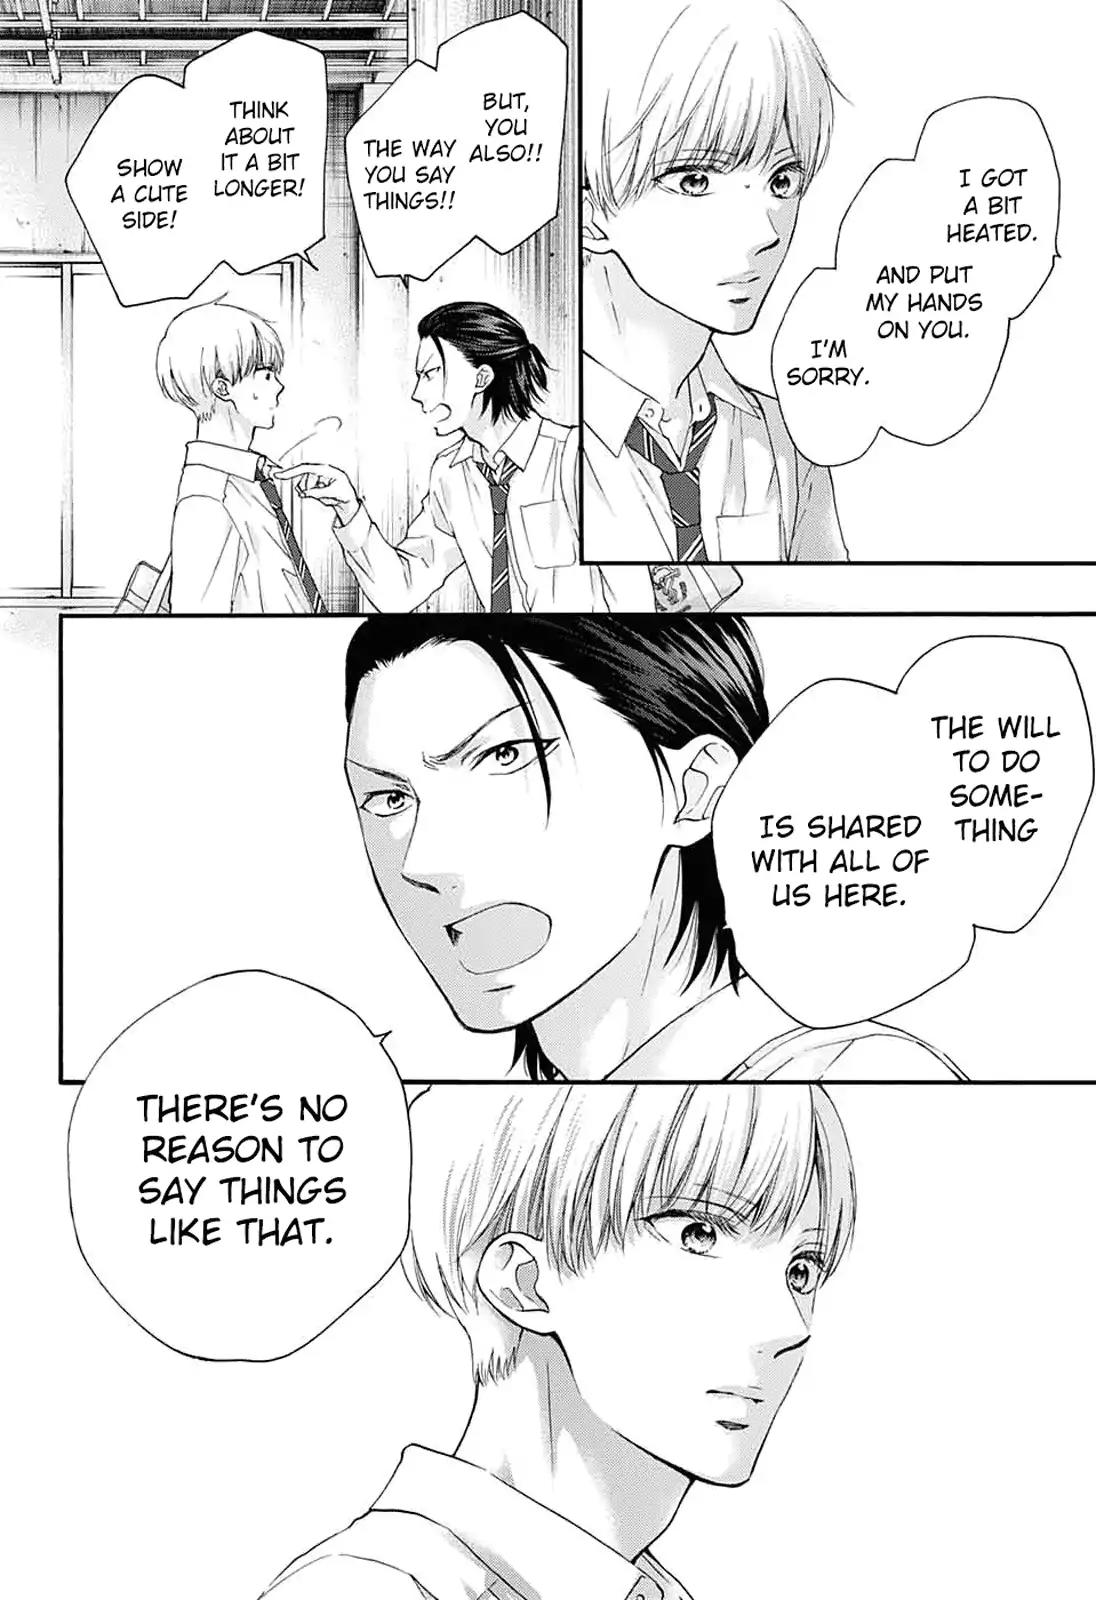 I GOT
A BIT
HEATED.
AND PUT
MY HANDS
ON YOU.
I'M
SORRY.
BUT,
YOU
ALSO!!
THE WAY
YOU SAY
THINGS!!
THINK
ABOUT
IT A BIT
LONGER!
SHOW
A CUTE
SIDE!
THE WILL
TO DO
SOME-
THING
IS SHARED
WITH ALL OF
US HERE.
THERE'S NO
REASON TO
SAY THINGS
LIKE THAT.